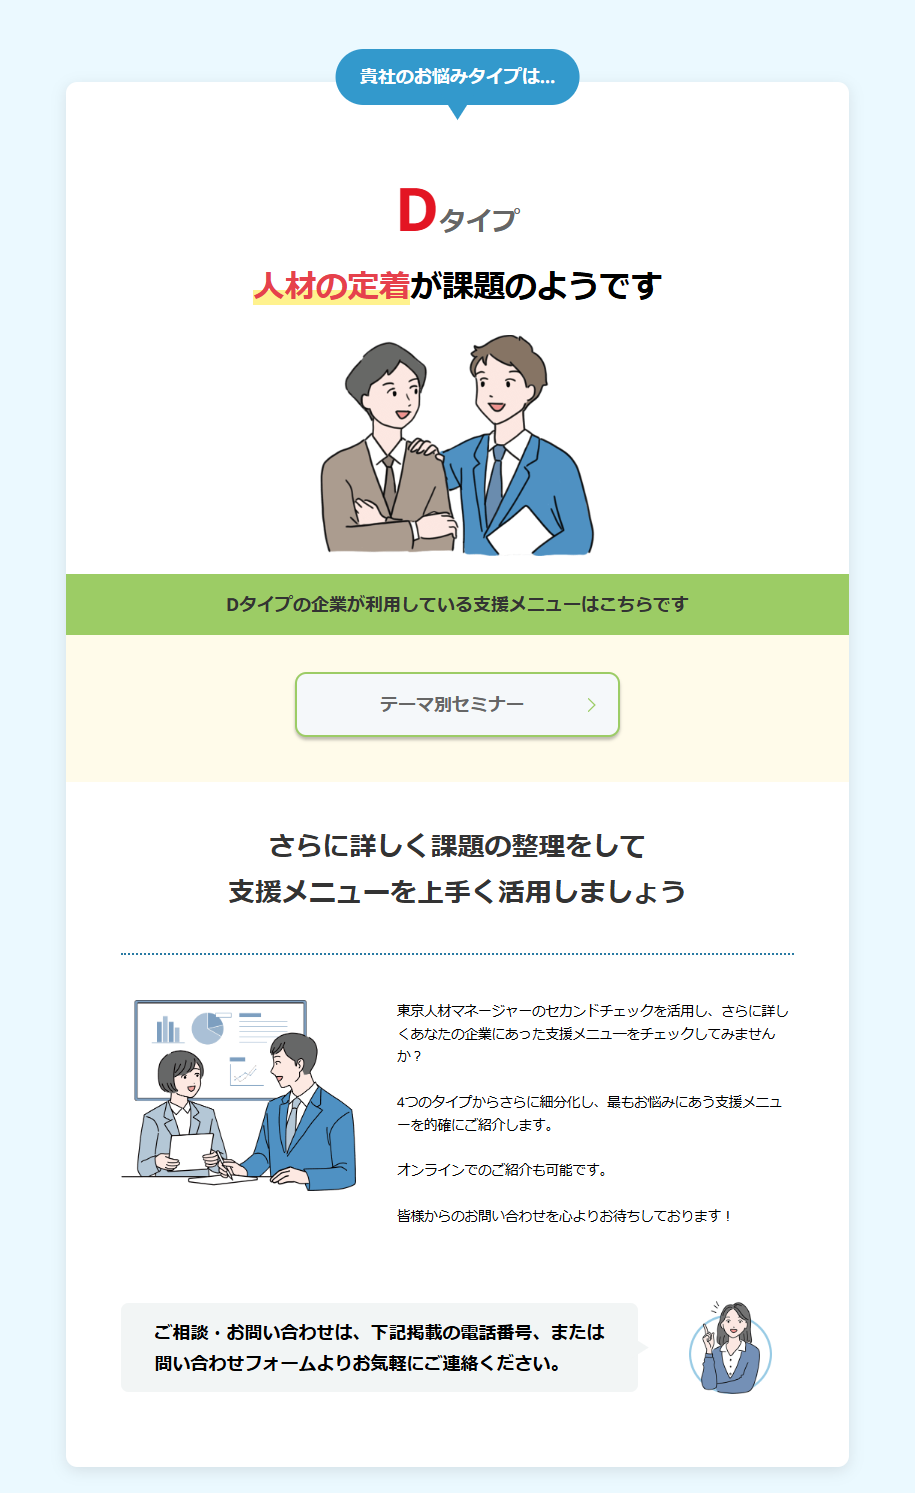 貴社のお悩みタイプは...
Dタイプ
人材の定着が課題のようです
Dタイプの企業が利用している支援メニューはこちらです
テーマ別セミナー
さらに詳しく課題の整理をして
支援メニューを上手く活用しましょう
東京人材マネージャーのセカンドチェックを活用し、さらに詳し
くあなたの企業にあった支援メニューをチェックしてみません
か？
4つのタイプからさらに細分化し、最もお悩みにあう支援メニュ
ーを的確にご紹介します。
オンラインでのご紹介も可能です。
皆様からのお問い合わせを心よりお待ちしております！
ご相談・お問い合わせは、下記掲載の電話番号、または
問い合わせフォームよりお気軽にご連絡ください。